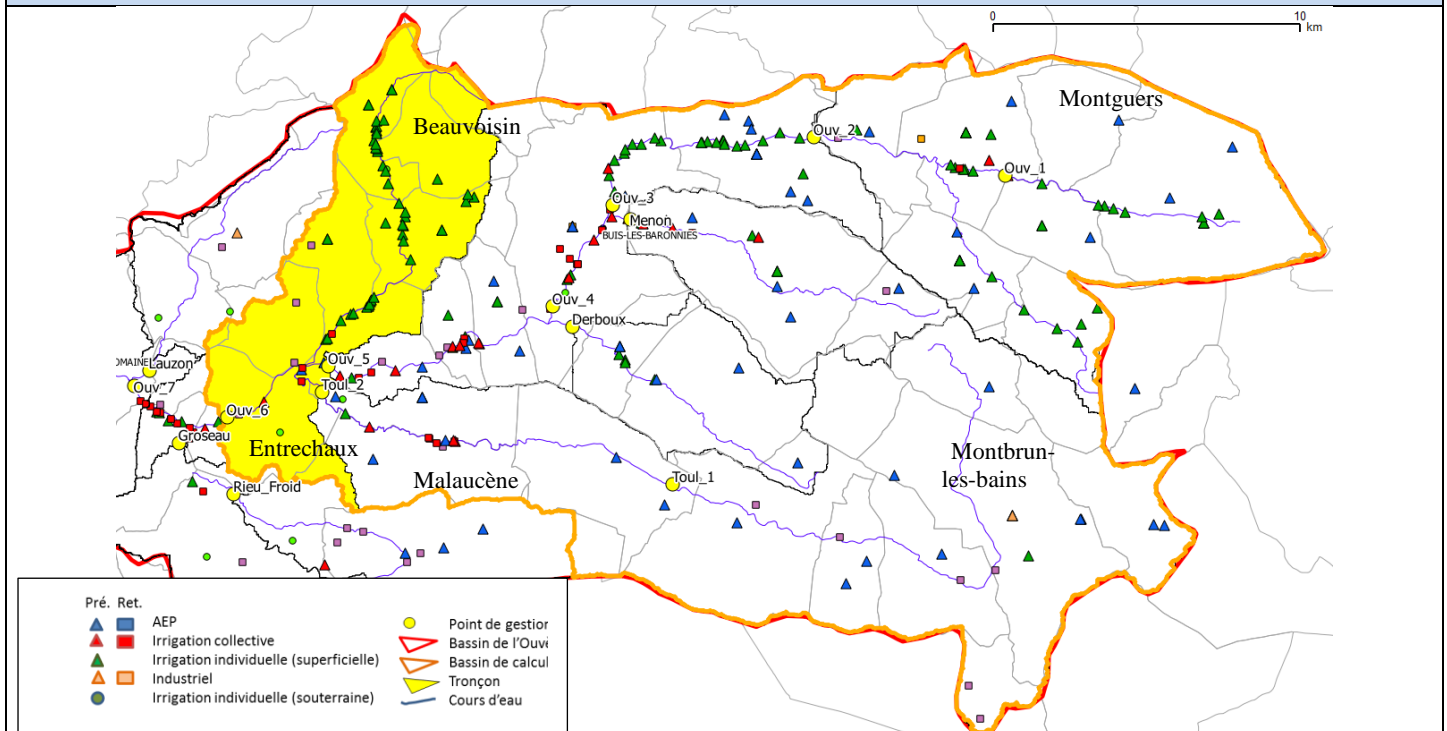 0 10
km
Montguers
Beauvoisin
Ouv_2
Ouv_1
Ouv_3
Menon
BUIS-LES-BARONNIES
Ouv_4
Derboux
DOMAINE
Lauzon
Ouv_5
Ouv_7
Toul_2
Ouv_6
Groseau
Entrechaux
Malaucène
Montbrun-
les-bains
Rieu_Froid
Toul_1
Pré. Ret.
AEP
Irrigation collective
Irrigation individuelle (superficielle)
Industriel
Irrigation individuelle (souterraine)
Point de gestion
Bassin de l'Ouvè
Bassin de calcul
Tronçon
Cours d'eau